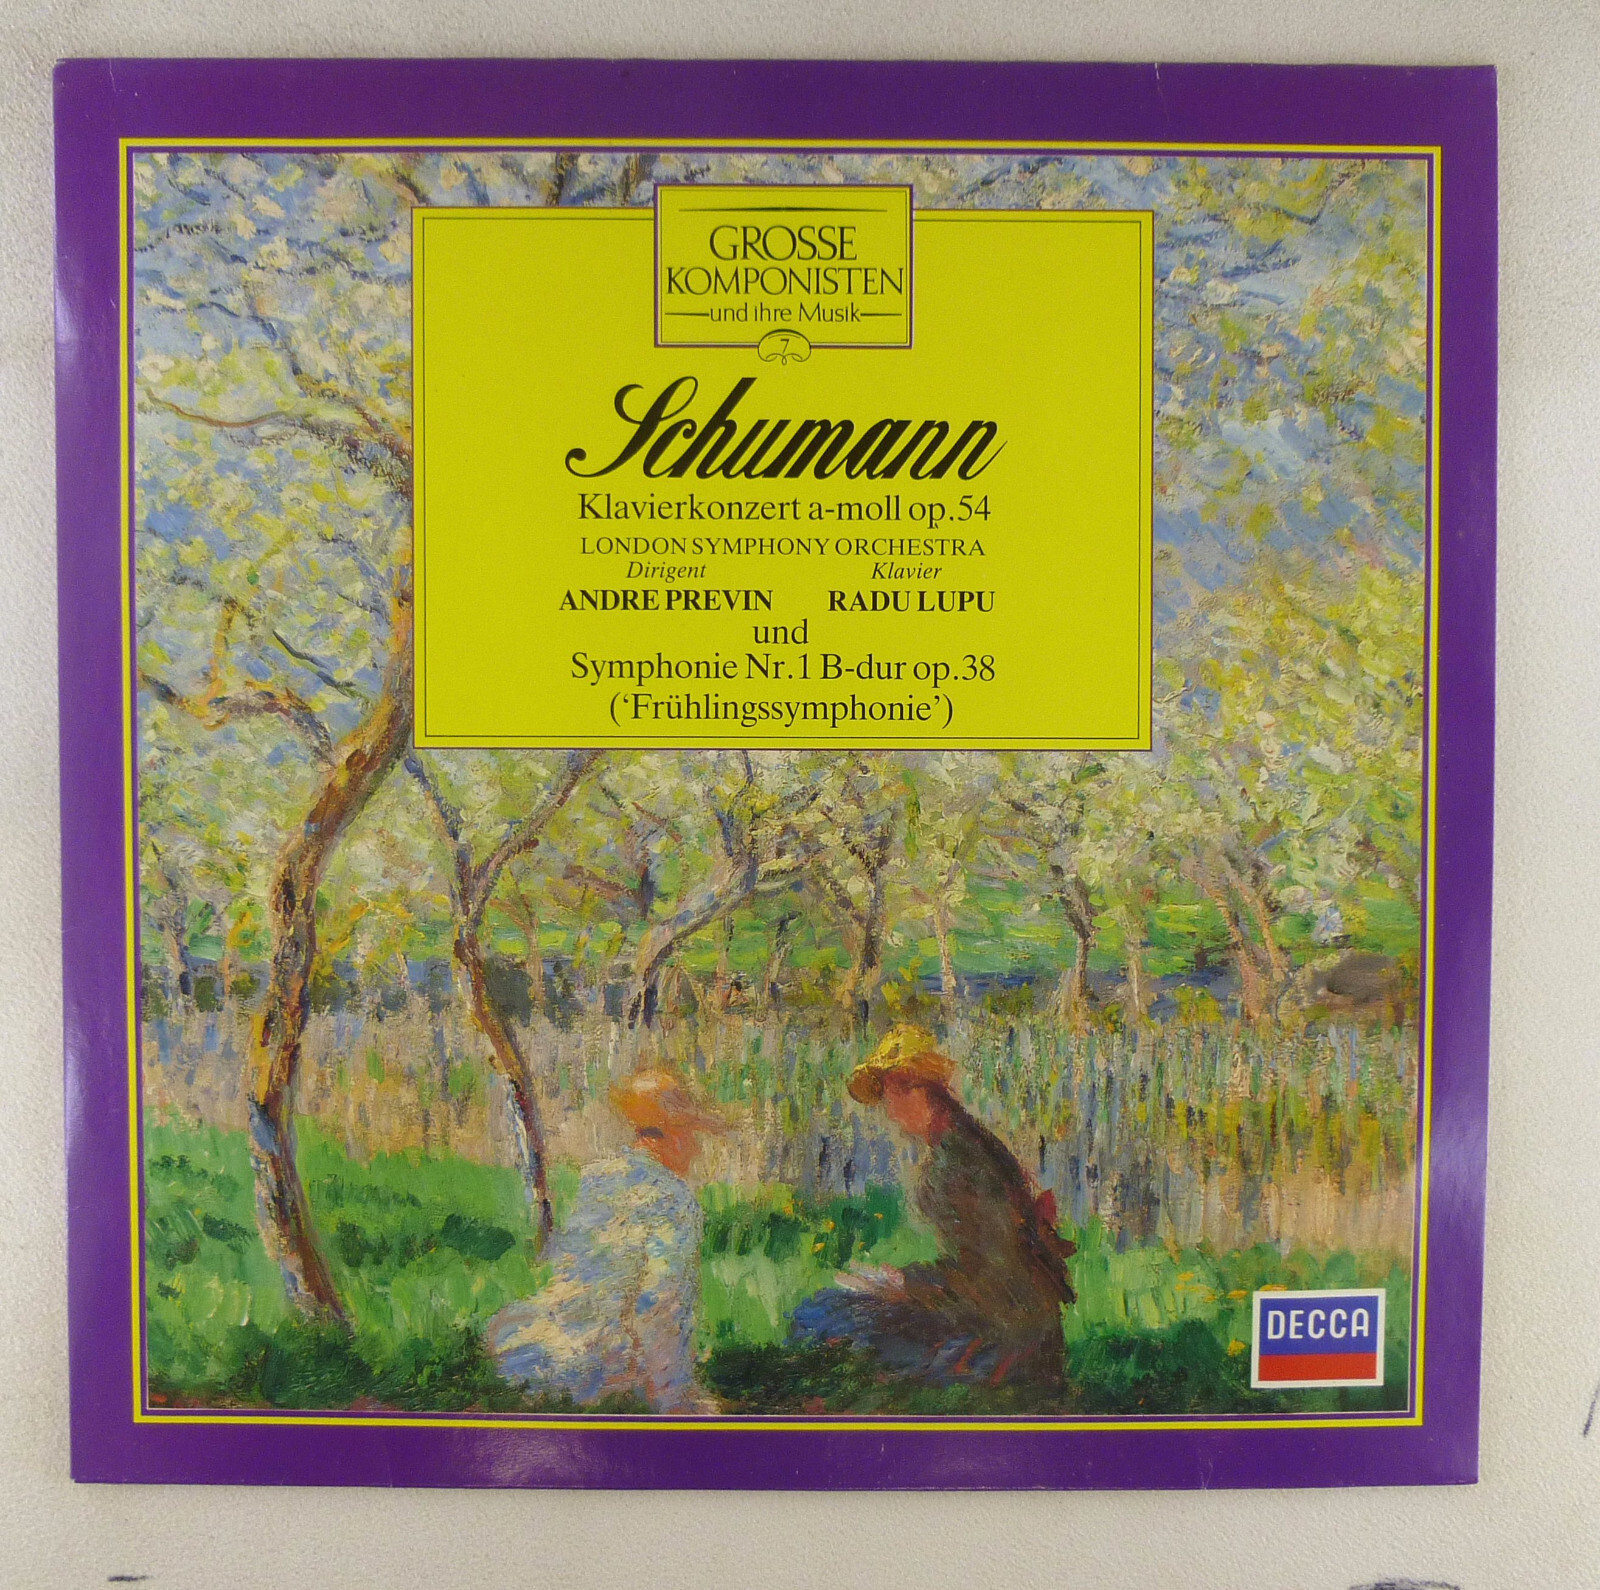 GROSSE
KOMPONISTEN
und ihre Musik
7
Schumann
Klavierkonzert a-moll op.54
LONDON SYMPHONY ORCHESTRA
Dirigent Klavier
ANDRE PREVIN RADU LUPU
und
Symphonie Nr.1 B-dur op.38
(‘Frühlingssymphonie’)
DECCA